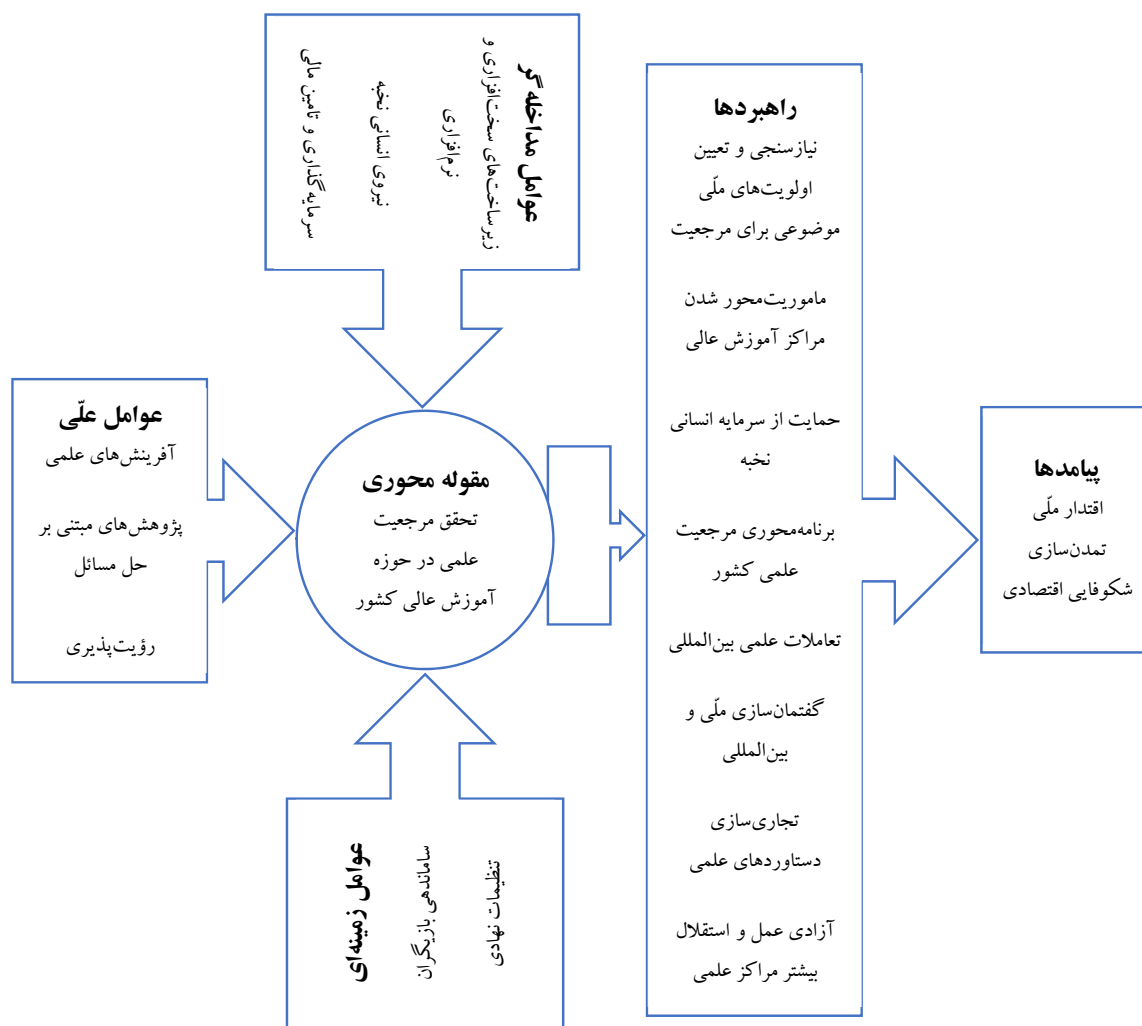 عوامل مداخله گر
زیرساخت‌های سخت‌افزاری و
نرم‌افزاری
نیروی انسانی نخبه
سرمایه‌گذاری و تامین مالی
عوامل علّی
آفرینش‌های علمی
پژوهش‌های مبتنی بر
حل مسائل
رؤیت‌پذیری
مقوله محوری
تحقق مرجعیت
علمی در حوزه
آموزش عالی کشور
عوامل زمینه‌ای
ساماندهی بازیگران
تنظیمات نهادی
راهبردها
نیازسنجی و تعیین
اولویت‌های ملّی
موضوعی برای مرجعیت
ماموریت‌محور شدن
مراکز آموزش عالی
حمایت از سرمایه انسانی
نخبه
برنامه‌محوری مرجعیت
علمی کشور
تعاملات علمی بین‌المللی
گفتمان‌سازی ملّی و
بین‌المللی
تجاری‌سازی
دستاوردهای علمی
آزادی عمل و استقلال
بیشتر مراکز علمی
پیامدها
اقتدار ملّی
تمدن‌سازی
شکوفایی اقتصادی